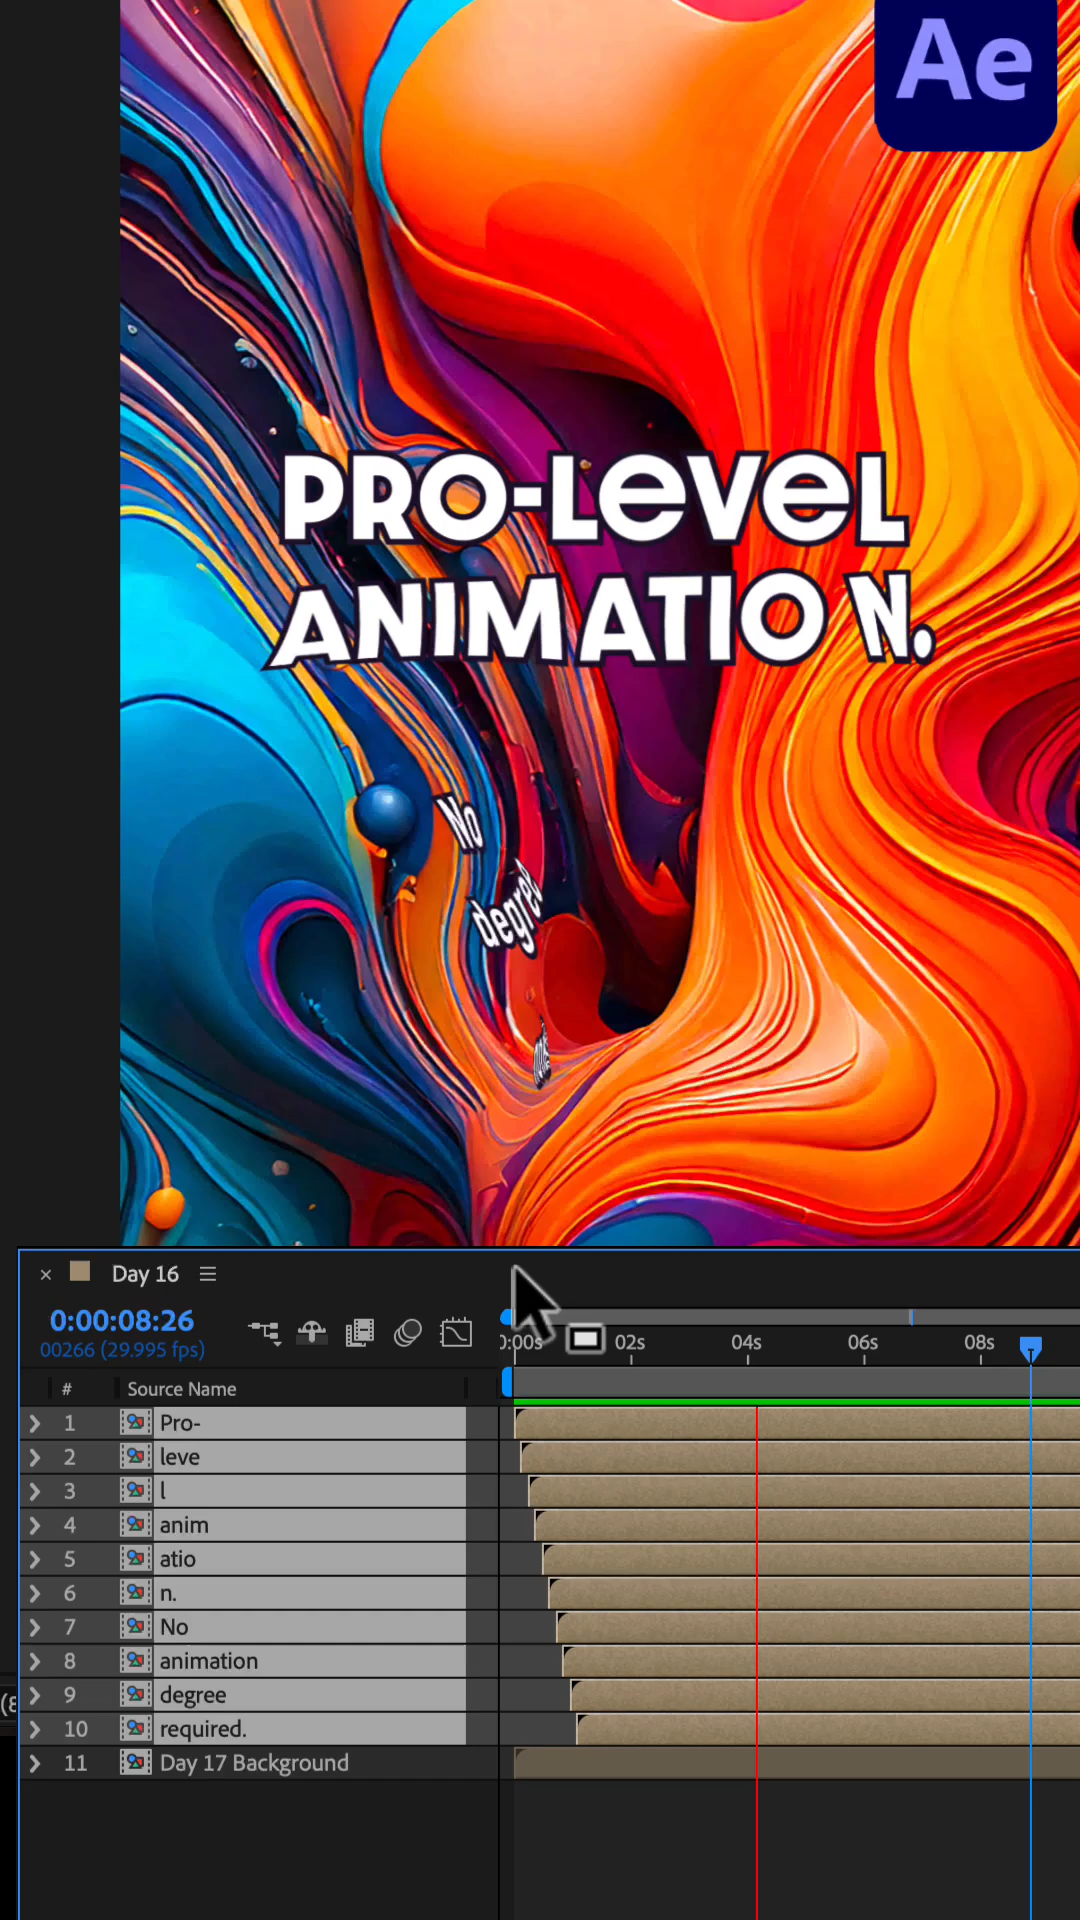 Ae
PRO-LeVeL
ANIMATIO N.
No
degree
× Day 16
0:00:08:26
00266 (29.995 fps)
0:00s 02s 04s 06s 08s
# Source Name
1 Pro-
2 leve
3 l
4 anim
5 atio
6 n.
7 No
8 animation
9 degree
10 required.
11 Day 17 Background